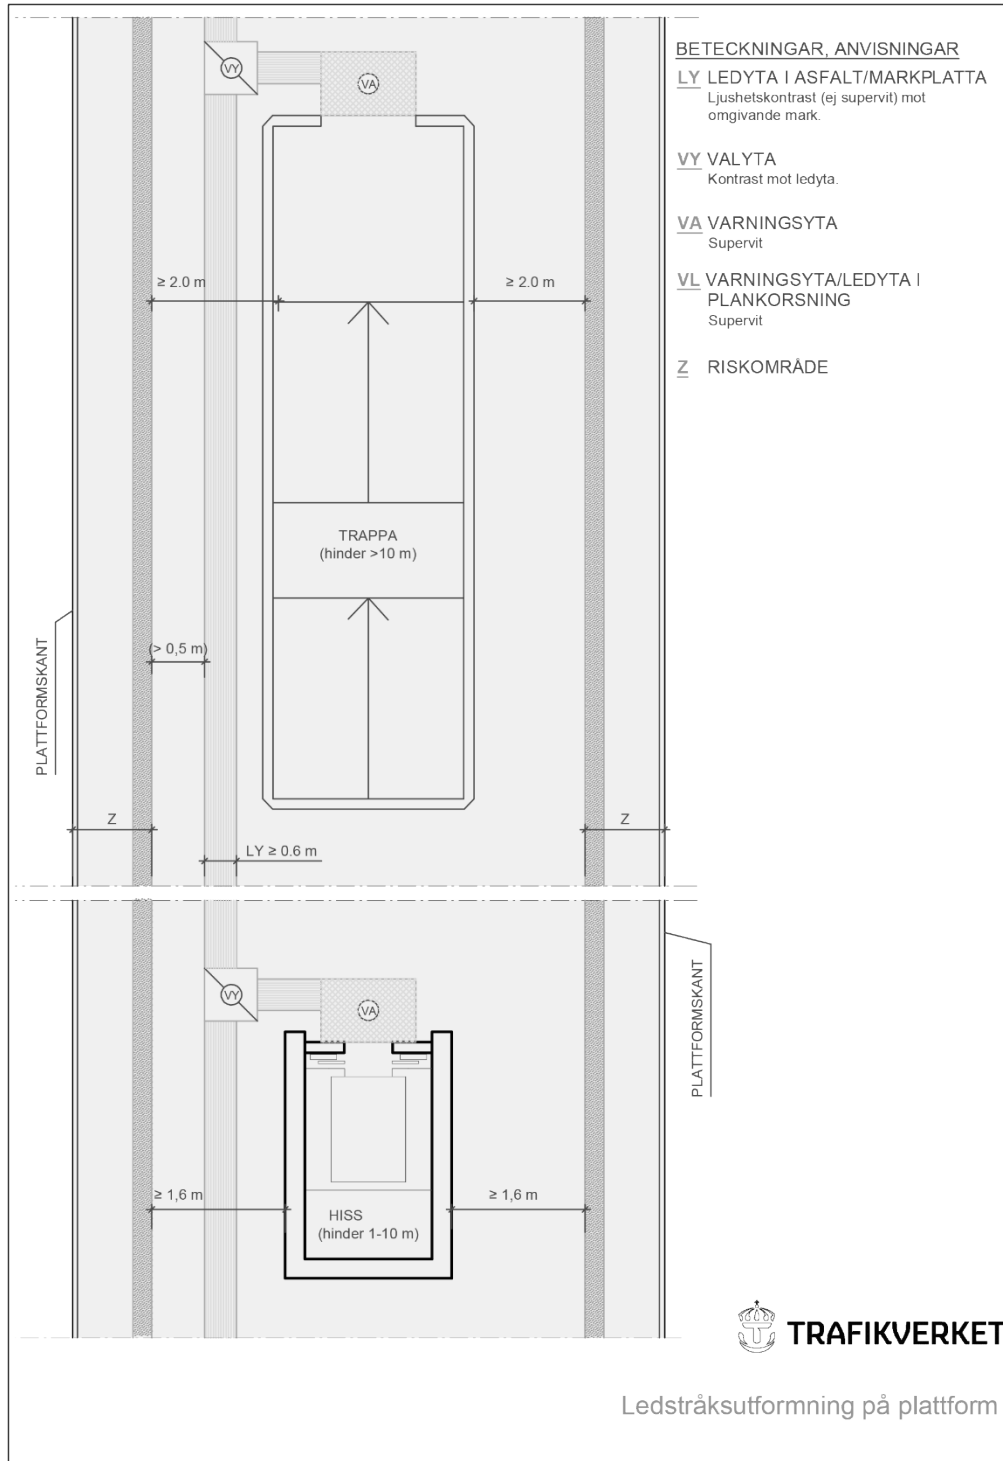 BETECKNINGAR, ANVISNINGAR
LY LEDYTA I ASFALT/MARKPLATTA
Ljushetskontrast (ej supervit) mot
omgivande mark.
VY VALYTA
Kontrast mot ledyta.
VA VARNINGSYTA
Supervit
VL VARNINGSYTA/LEDYTA I
PLANKORSNING
Supervit
Z RISKOMRÅDE
VY
VA
≥ 2.0 m
≥ 2.0 m
TRAPPA
(hinder >10 m)
(> 0,5 m)
PLATTFORMSKANT
Z
Z
LY ≥ 0.6 m
VY
VA
PLATTFORMSKANT
≥ 1,6 m
≥ 1,6 m
HISS
(hinder 1-10 m)
TRAFIKVERKET
Ledstråksutformning på plattform